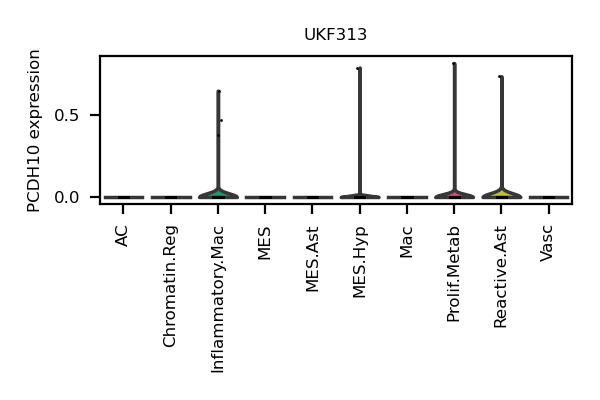 UKF313
PCDH10 expression
0.5
0.0
AC
Chromatin.Reg
Inflammatory.Mac
MES
MES.Ast
MES.Hyp
Mac
Prolif.Metab
Reactive.Ast
Vasc